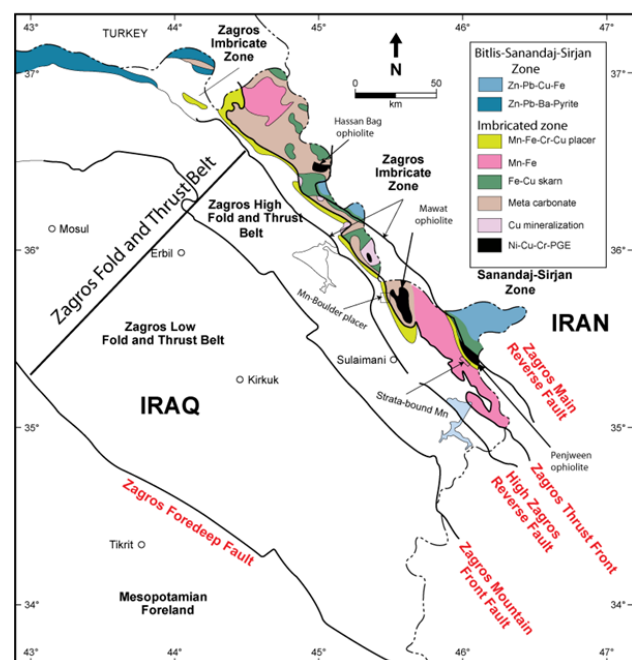 43°
44°
45°
46°
47°
TURKEY
Zagros
Imbricate
Zone
N
0
50
km
Bitlis-Sanandaj-Sirjan
Zone
Zn-Pb-Cu-Fe
Zn-Pb-Ba-Pyrite
Imbricated zone
Mn-Fe-Cr-Cu placer
Mn-Fe
Fe-Cu skarn
Meta carbonate
Cu mineralization
Ni-Cu-Cr-PGE
37°
37°
Hassan Bag
ophiolite
Zagros
Imbricate
Zone
Zagros High
Fold and Thrust
Belt
Mawat
ophiolite
Mosul
36°
36°
Erbil
Zagros Fold and Thrust Belt
Sanandaj-Sirjan
Zone
Mn-Boulder placer
IRAN
Zagros Low
Fold and Thrust Belt
Sulaimani
Kirkuk
Strata-bound Mn
Zagros Main
Reverse Fault
IRAQ
35°
35°
Penjween
ophiolite
Zagros Thrust Front
High Zagros
Reverse Fault
Zagros Foredeep Fault
Tikrit
Zagros Mountain
Front Fault
Mesopotamian
Foreland
34°
34°
43°
44°
45°
46°
47°